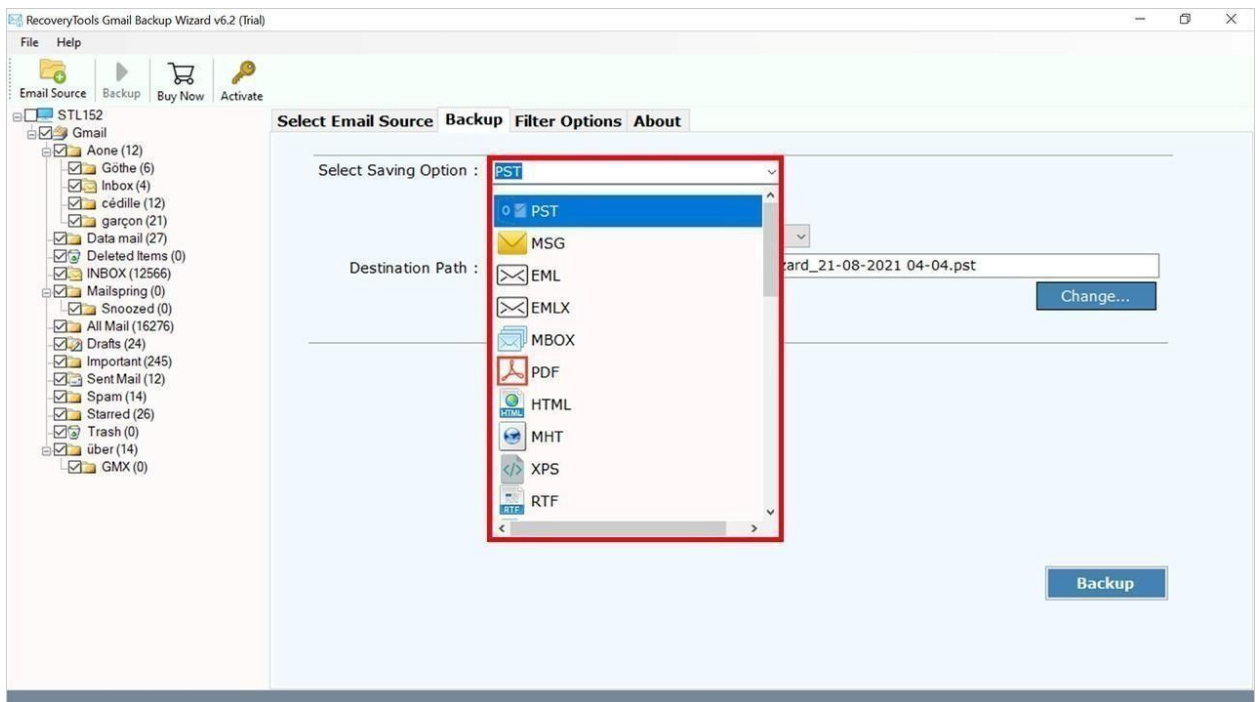 RecoveryTools Gmail Backup Wizard v6.2 (Trial)
File Help
Email Source Backup Buy Now Activate
STL152
Gmail
Aone (12)
Göthe (6)
Inbox (4)
cédille (12)
garçon (21)
Data mail (27)
Deleted Items (0)
INBOX (12566)
Mailspring (0)
Snoozed (0)
All Mail (16276)
Drafts (24)
Important (245)
Sent Mail (12)
Spam (14)
Starred (26)
Trash (0)
über (14)
GMX (0)
Select Email Source Backup Filter Options About
Select Saving Option : PST
PST
MSG
EML
EMLX
MBOX
PDF
HTML
MHT
XPS
RTF
Destination Path : zard_21-08-2021 04-04.pst
Change...
Backup